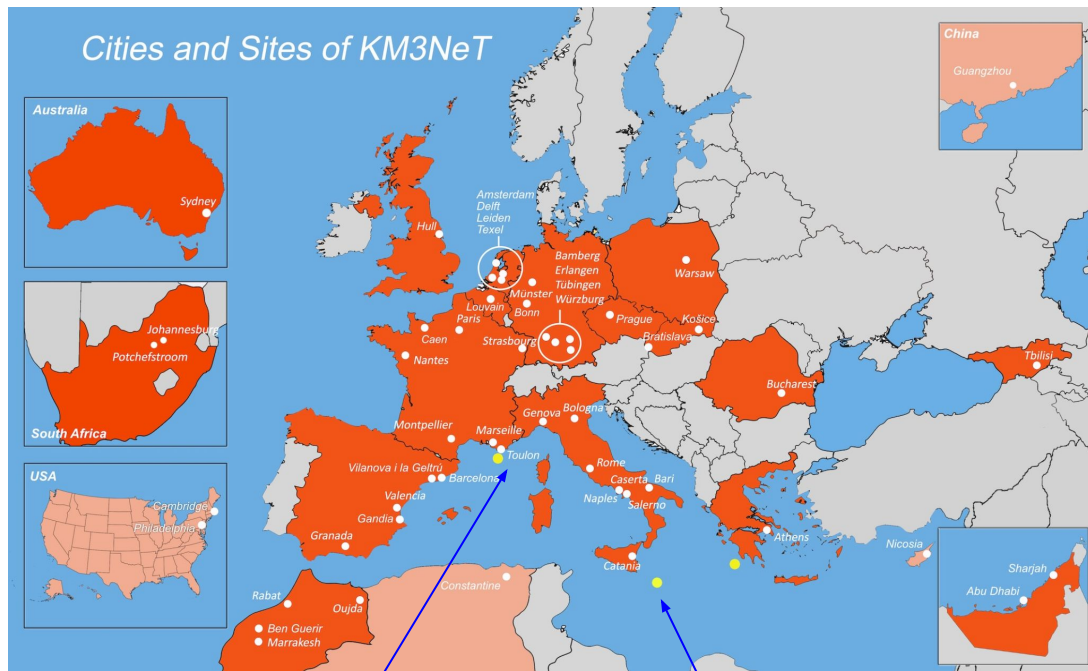 Cities and Sites of KM3NeT
China
Guangzhou
Australia
Sydney
Amsterdam
Delft
Leiden
Texel
Hull
Bamberg
Erlangen
Tübingen
Würzburg
Warsaw
Münster
Bonn
Louvain
Paris
Prague
Košice
Bratislava
Caen
Strasbourg
Nantes
Johannesburg
Potchefstroom
South Africa
Tbilisi
Bucharest
Genova
Bologna
Montpellier
Marseille
Toulon
USA
Cambridge
Philadelphia
Vilanova i la Geltrú
Barcelona
Rome
Caserta
Bari
Naples
Salerno
Valencia
Gandia
Granada
Athens
Nicosia
Catania
Constantine
Sharjah
Abu Dhabi
Rabat
Oujda
Ben Guerir
Marrakesh